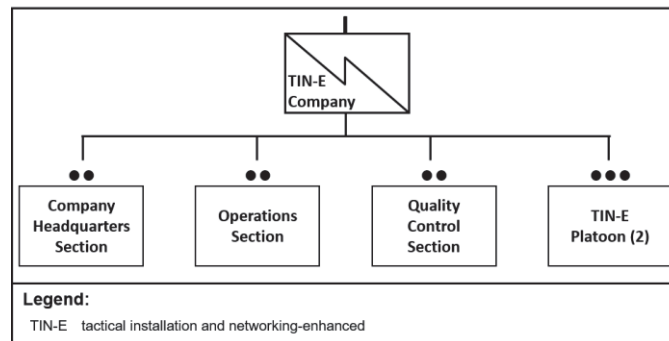 TIN-E
Company
Company
Headquarters
Section
Operations
Section
Quality
Control
Section
TIN-E
Platoon (2)
Legend:
TIN-E tactical installation and networking-enhanced